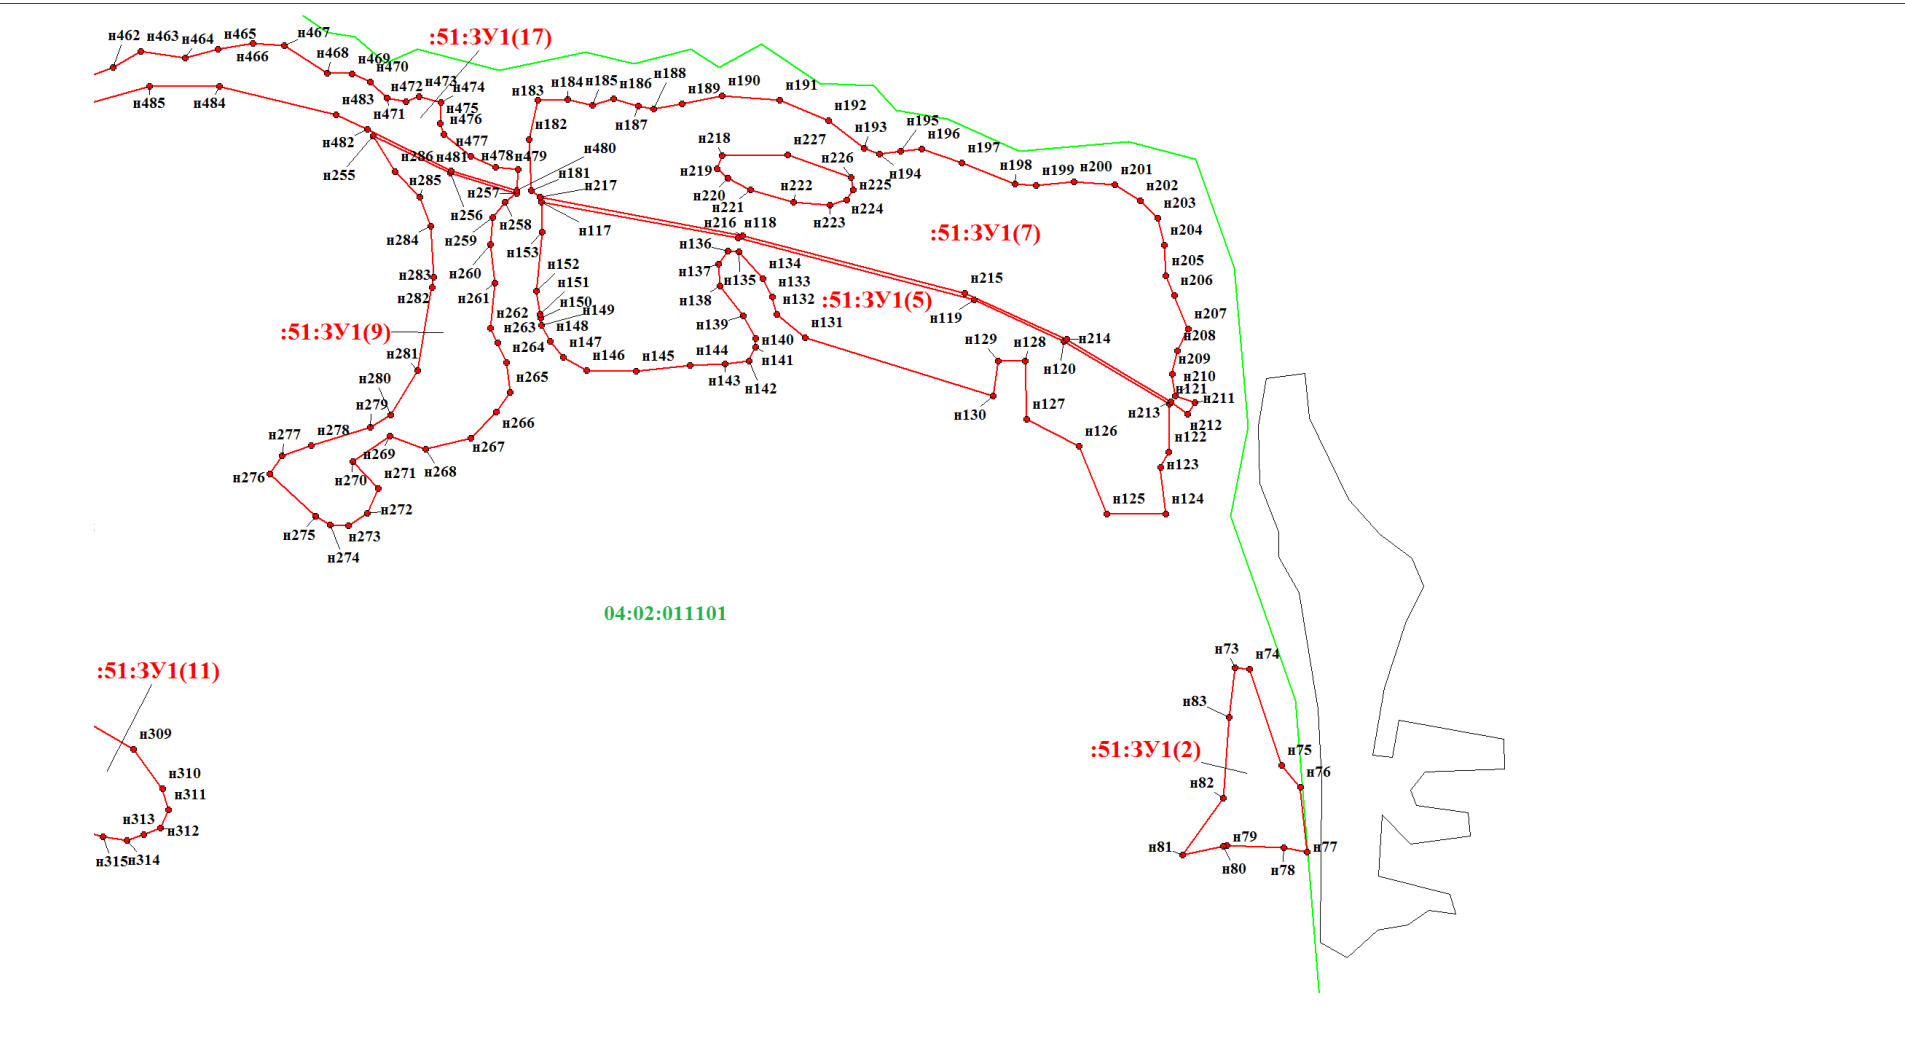 н462 н463 н464 н465 н466 н467
н468 н469 н470
:51:ЗУ1(17)
н485 н484 н483 н471 н472 н473 н474 н475 н476
н183 н184 н185 н186 н187 н188 н189 н190 н191
н192 н193 н194 н195 н196 н197 н198 н199 н200 н201
н202 н203 н204 н205 н206 н207 н208 н209 н210
н482 н255 н286 н481 н477 н478 н479 н480 н182
н181 н217 н257 н256 н258 н117
н218 н227 н226 н225 н224 н223 н222 н221 н220 н219
:51:ЗУ1(7)
н285 н284 н283 н282 н259 н260 н261
н153 н152 н151 н150 н149 н148 н147 н146 н145 н144
н216 н118 н136 н137 н138 н135 н134 н133 н132 н131
:51:ЗУ1(5)
н215 н119 н214 н120
:51:ЗУ1(9)
н262 н263 н264 н265 н266 н267 н268
н139 н140 н141 н142 н143
н129 н128 н130 н127 н126 н125 н124 н123 н122
н121 н211 н212 н213
н281 н280 н279 н278 н277 н276
н269 н270 н271 н272 н273 н274 н275
04:02:011101
:51:ЗУ1(11)
н309
н310
н311
н313 н312
н315 н314
н73 н74
н83
:51:ЗУ1(2)
н75
н76
н82
н81 н79 н77
н80 н78